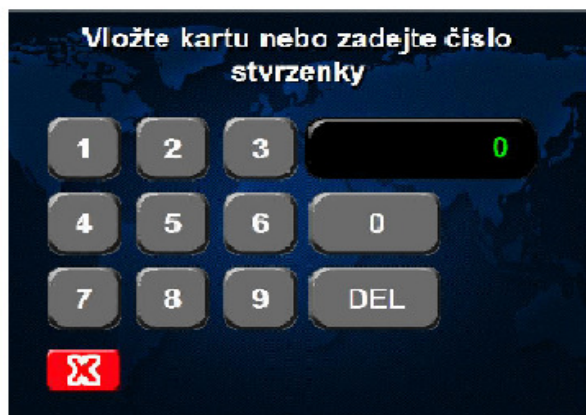 Vložte kartu nebo zadejte číslo
stvrzenky
1 2 3 0
4 5 6 0
7 8 9 DEL
X